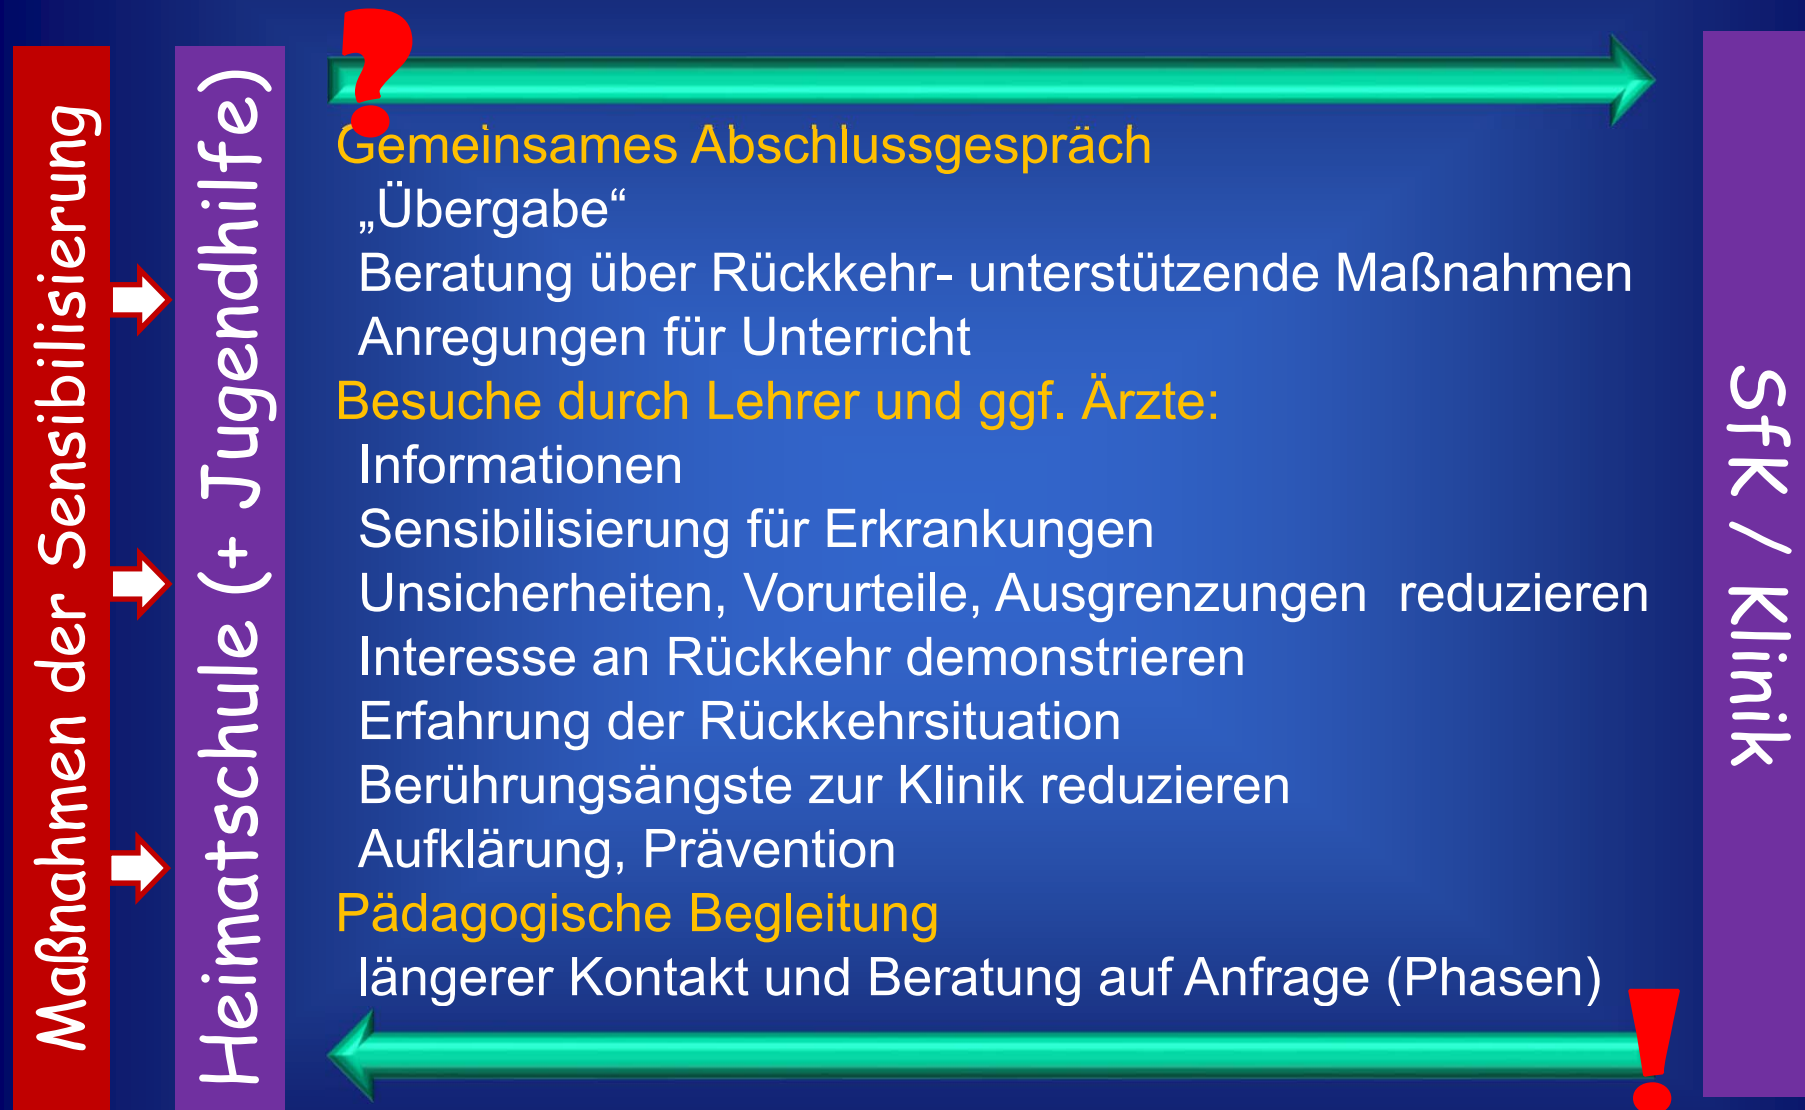 Maßnahmen der Sensibilisierung
Heimatschule (+ Jugendhilfe)
?
Gemeinsames Abschlussgespräch
„Übergabe“
Beratung über Rückkehr- unterstützende Maßnahmen
Anregungen für Unterricht
Besuche durch Lehrer und ggf. Ärzte:
Informationen
Sensibilisierung für Erkrankungen
Unsicherheiten, Vorurteile, Ausgrenzungen  reduzieren
Interesse an Rückkehr demonstrieren
Erfahrung der Rückkehrsituation
Berührungsängste zur Klinik reduzieren
Aufklärung, Prävention
Pädagogische Begleitung
längerer Kontakt und Beratung auf Anfrage (Phasen)
!
SfK / Klinik